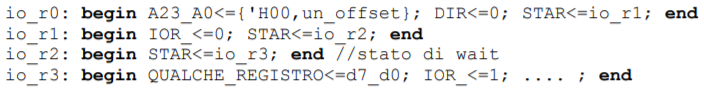 io_r0: begin A23_A0<={'H00,un_offset}; DIR<=0; STAR<=io_r1; end
io_r1: begin IOR_<=0; STAR<=io_r2; end
io_r2: begin STAR<=io_r3; end //stato di wait
io_r3: begin QUALCHE_REGISTRO<=d7_d0; IOR_<=1; .... ; end